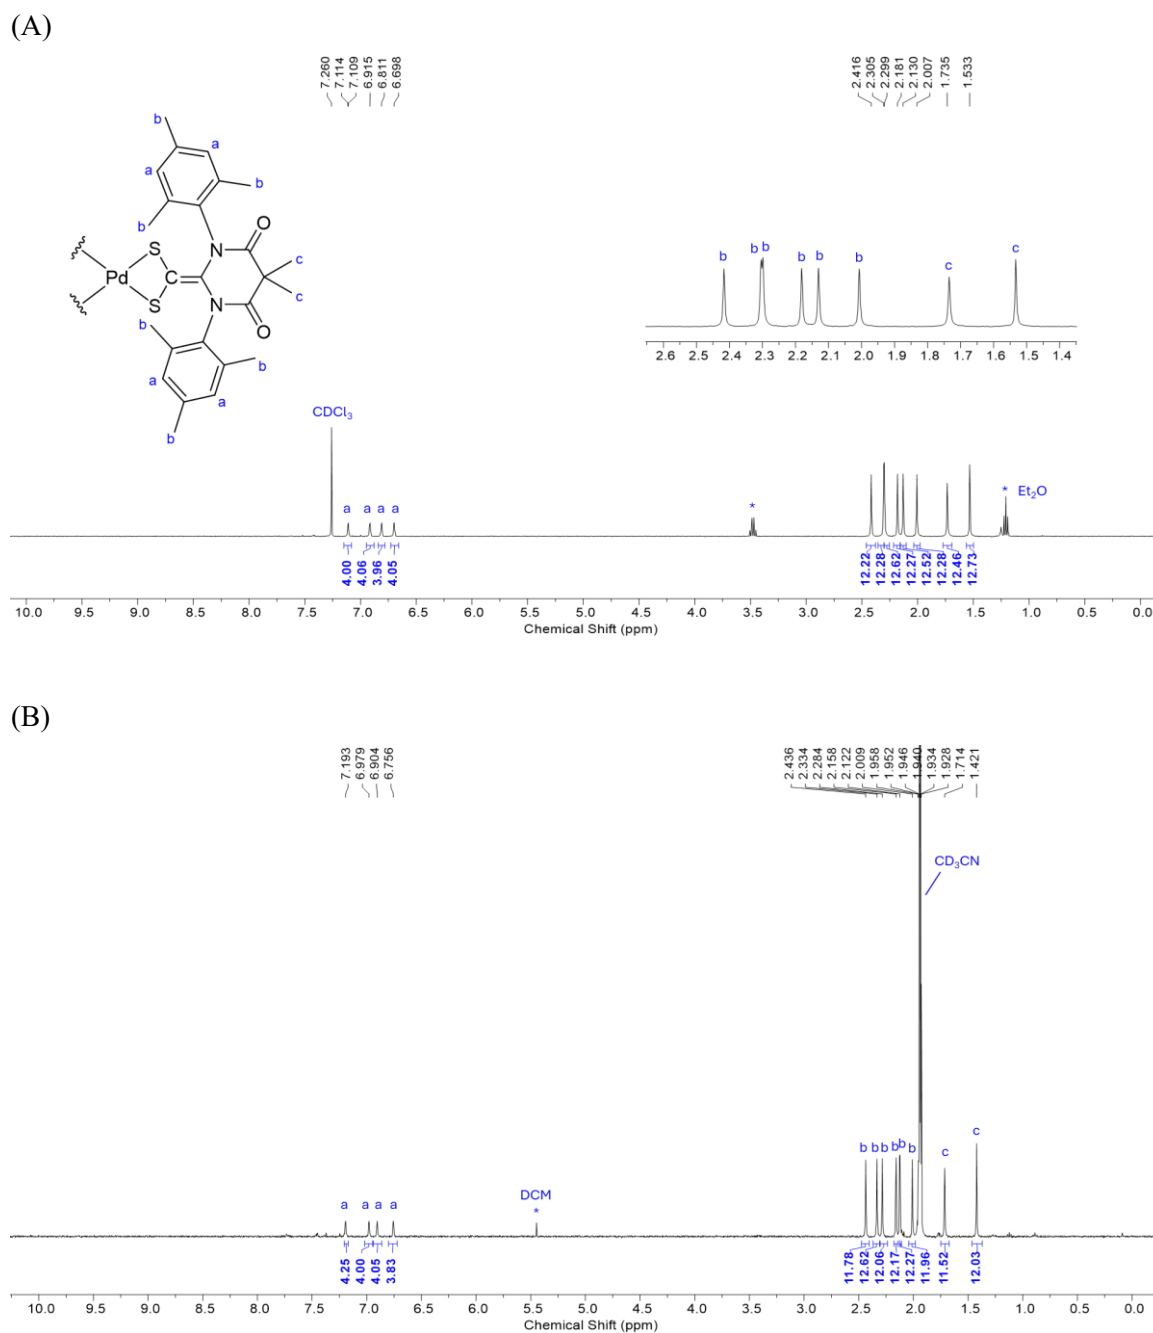 (A)
7.260
7.114
7.109
6.915
6.811
6.698
2.416
2.305
2.299
2.181
2.130
2.007
1.735
1.533
b
a
a
b
b
O
S
N
c
Pd
C
c
S
N
O
b
b
a
a
b
b
b b
b
b
b
c
c
2.6 2.5 2.4 2.3 2.2 2.1 2.0 1.9 1.8 1.7 1.6 1.5 1.4
CDCl3
a a a a
*
* Et2O
4.00
4.06
3.96
4.05
12.22
12.28
12.62
12.27
12.52
12.28
12.46
12.73
10.0 9.5 9.0 8.5 8.0 7.5 7.0 6.5 6.0 5.5 5.0 4.5 4.0 3.5 3.0 2.5 2.0 1.5 1.0 0.5 0.0
Chemical Shift (ppm)
(B)
7.193
6.979
6.904
6.756
2.436
2.334
2.284
2.158
2.122
2.009
1.958
1.952
1.946
1.940
1.934
1.928
1.714
1.421
CD3CN
a a a a
DCM
*
b b b b b b
c
c
4.25
4.00
4.05
3.83
11.78
12.62
12.06
12.17
12.27
11.96
11.52
12.03
10.0 9.5 9.0 8.5 8.0 7.5 7.0 6.5 6.0 5.5 5.0 4.5 4.0 3.5 3.0 2.5 2.0 1.5 1.0 0.5 0.0
Chemical Shift (ppm)